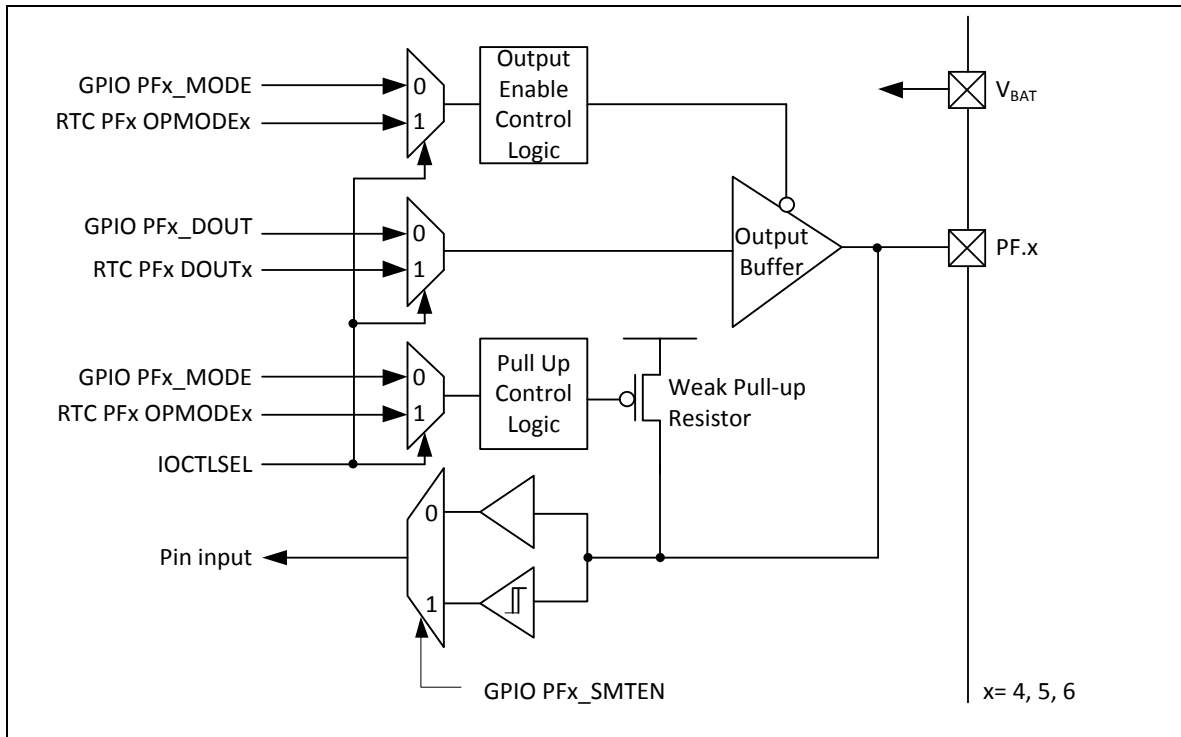 GPIO PFx_MODE
RTC PFx OPMODEx
0
1
Output
Enable
Control
Logic
V_BAT
GPIO PFx_DOUT
RTC PFx DOUTx
0
1
Output
Buffer
PF.x
GPIO PFx_MODE
RTC PFx OPMODEx
IOCTLSEL
0
1
Pull Up
Control
Logic
Weak Pull-up
Resistor
0
Pin input
1
GPIO PFx_SMTEN
x= 4, 5, 6